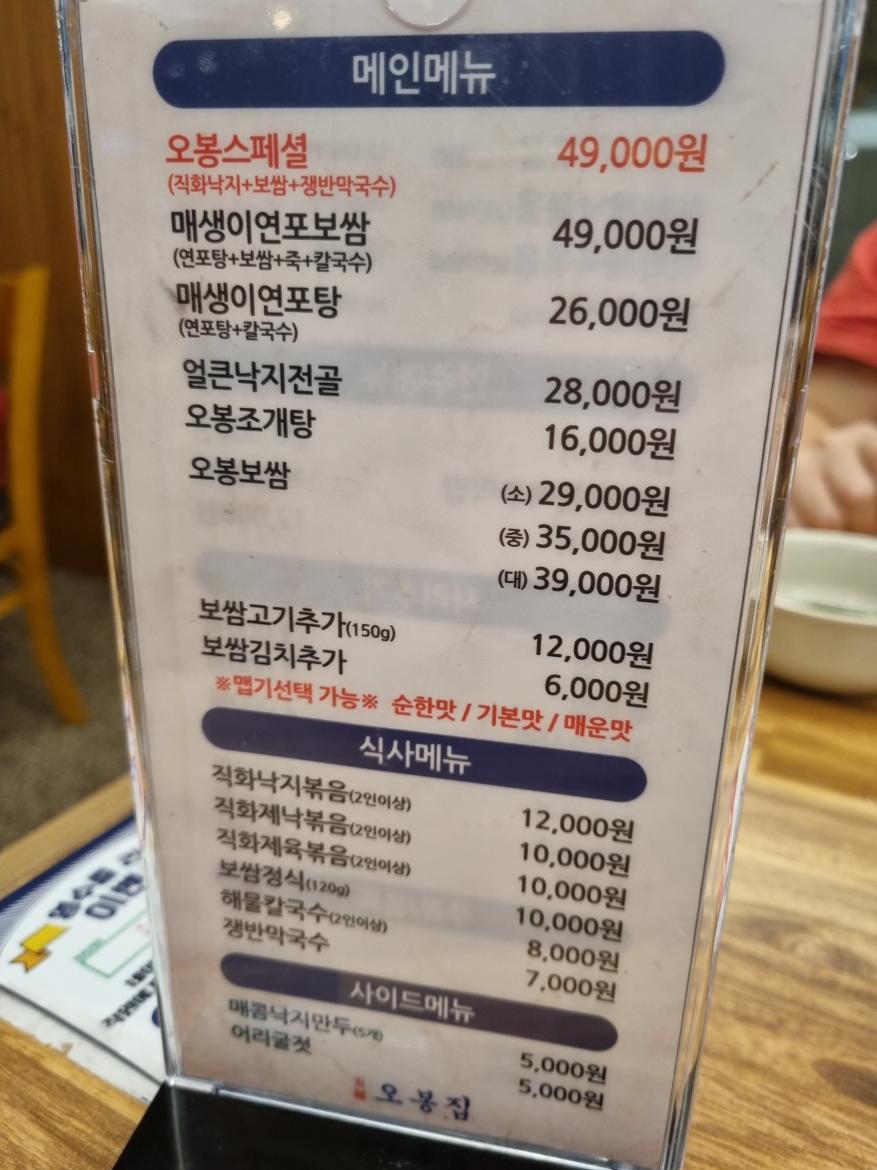 메인메뉴
오봉스페셜 49,000원
(직화낙지+보쌈+쟁반막국수)
매생이연포보쌈 49,000원
(연포탕+보쌈+죽+칼국수)
매생이연포탕 26,000원
(연포탕+칼국수)
얼큰낙지전골 28,000원
오봉조개탕 16,000원
오봉보쌈 (소) 29,000원
(중) 35,000원
(대) 39,000원
보쌈고기추가(150g) 12,000원
보쌈김치추가 6,000원
※맵기선택 가능※ 순한맛 / 기본맛 / 매운맛
식사메뉴
직화낙지볶음(2인이상) 12,000원
직화제낙볶음(2인이상) 10,000원
직화제육볶음(2인이상) 10,000원
보쌈정식(120g) 10,000원
해물칼국수(2인이상) 8,000원
쟁반막국수 7,000원
사이드메뉴
매콤낙지만두(5개) 5,000원
어리굴젓 5,000원
오봉집